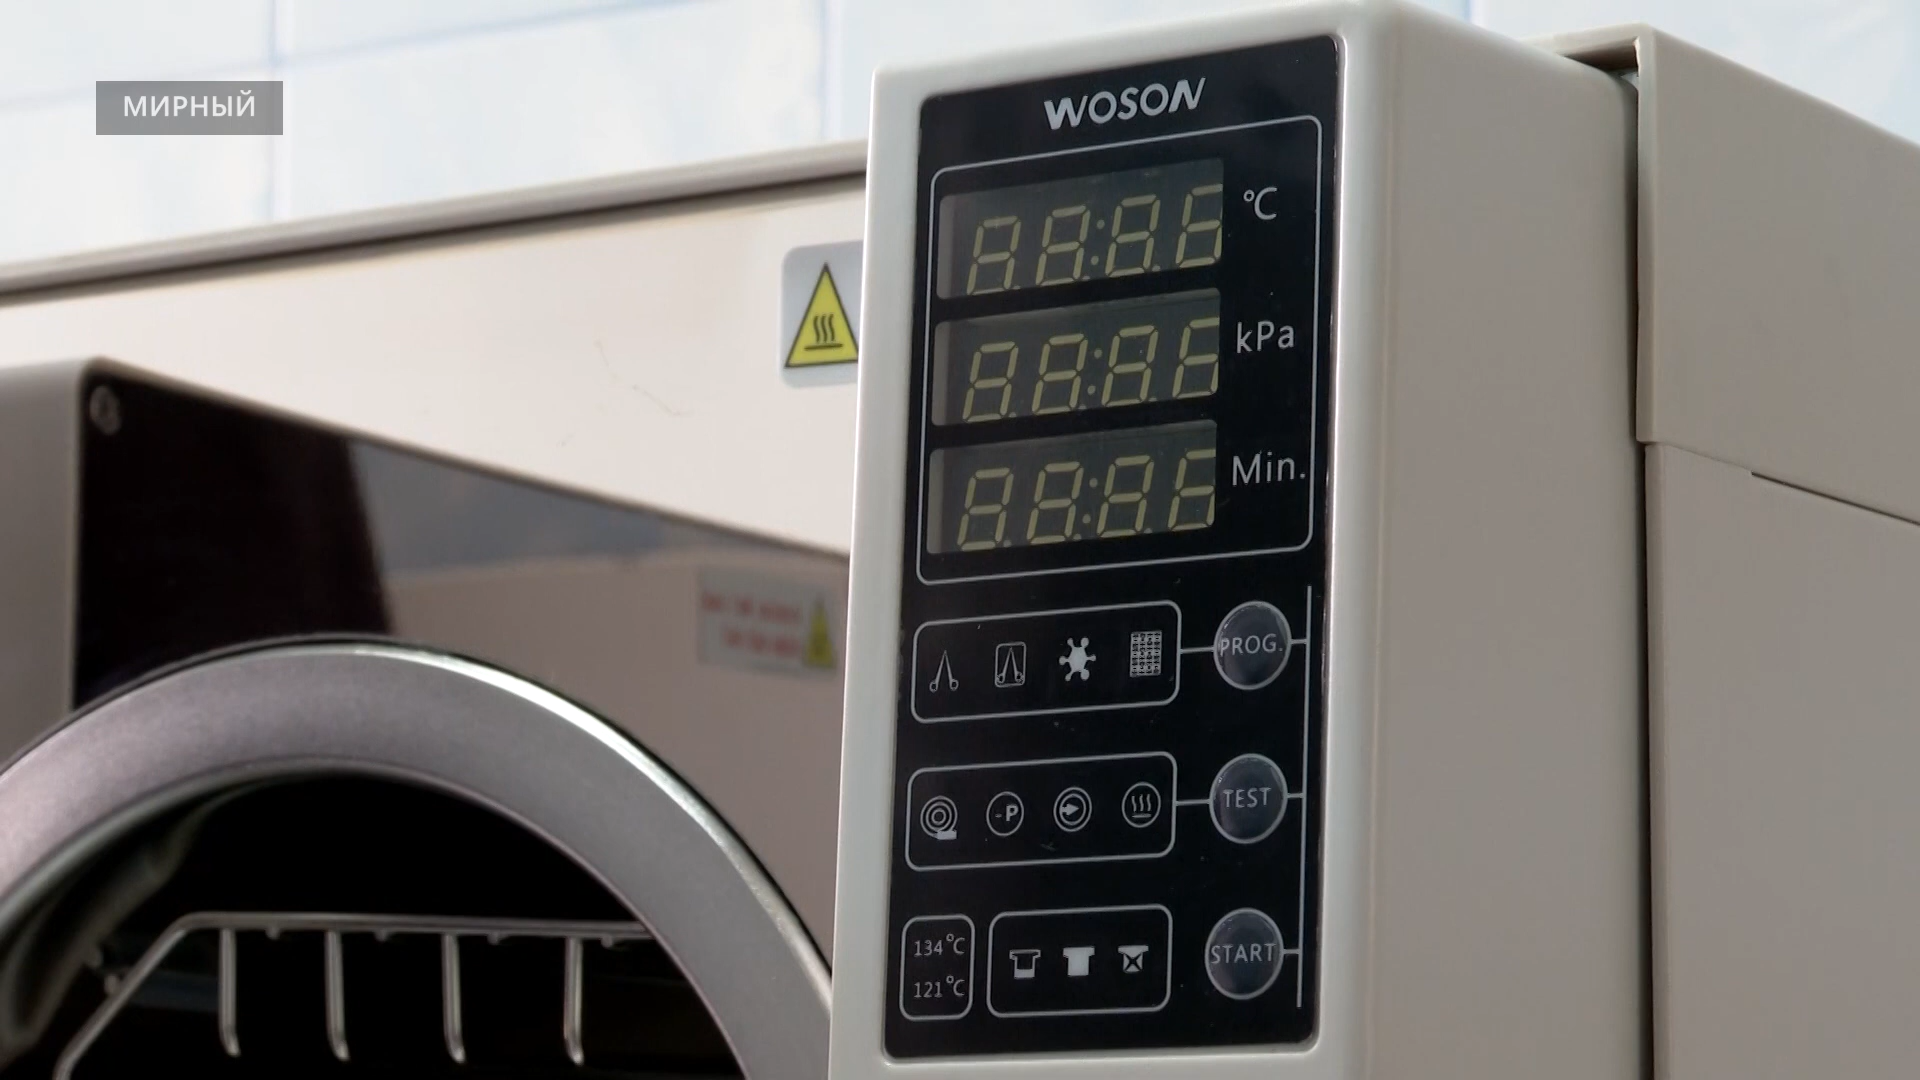 МИРНЫЙ
WOSON
°C
kPa
Min.
PROG.
-P
TEST
134°C
121°C
START